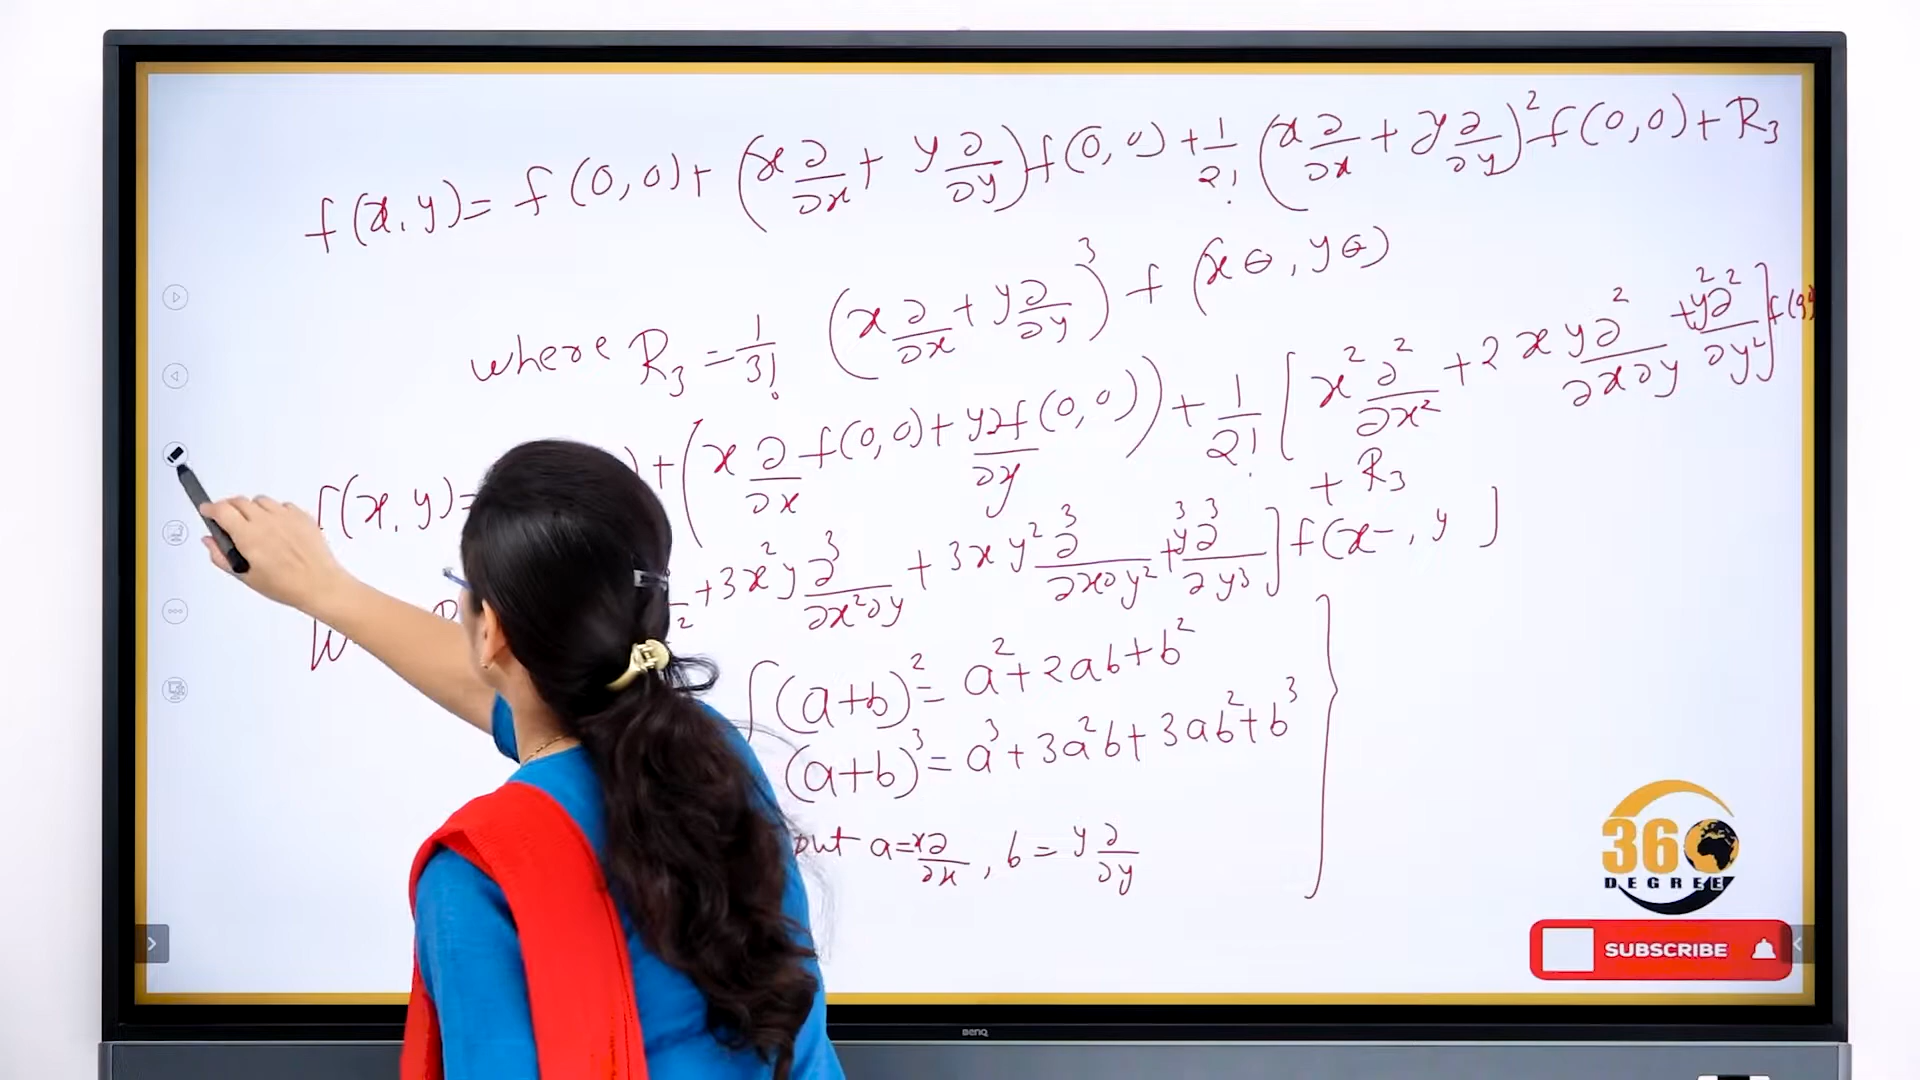 f(x,y)= f(0,0)+ (x ∂/∂x + y ∂/∂y) f(0,0) + 1/2! (x ∂/∂x + y ∂/∂y)² f(0,0) + R₃
where R₃ = 1/3! (x ∂/∂x + y ∂/∂y)³ f (xθ, yθ)
f(x,y)= ) + (x ∂/∂x f(0,0) + y∂f/∂y (0,0)) + 1/2! [x² ∂²/∂x² + 2xy ∂²/∂x∂y + y²∂²/∂y²] f(
+ R₃
+ 3x²y ∂³/∂x²∂y + 3xy² ∂³/∂x∂y² + y³∂³/∂y³] f(x-, y )
(a+b)² = a²+2ab+b²
(a+b)³ = a³+3a²b+3ab²+b³
put a = x∂/∂x, b = y ∂/∂y
360
DEGREE
SUBSCRIBE
BenQ